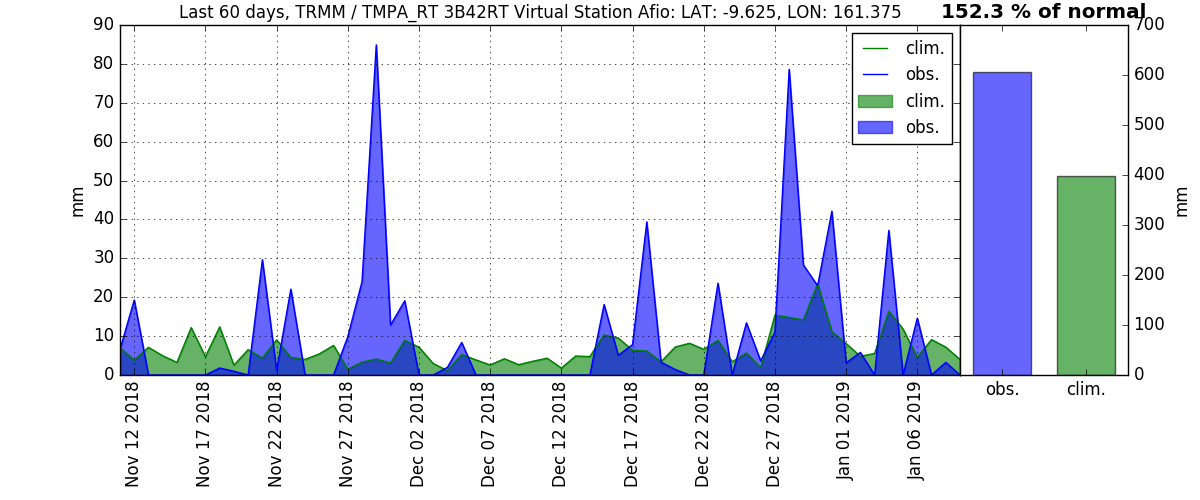 Last 60 days, TRMM / TMPA_RT 3B42RT Virtual Station Afio: LAT: -9.625, LON: 161.375
152.3 % of normal
90
80
70
60
50
40
30
20
10
0
mm
clim.
obs.
clim.
obs.
700
600
500
400
300
200
100
0
mm
obs.
clim.
Nov 12 2018
Nov 17 2018
Nov 22 2018
Nov 27 2018
Dec 02 2018
Dec 07 2018
Dec 12 2018
Dec 17 2018
Dec 22 2018
Dec 27 2018
Jan 01 2019
Jan 06 2019